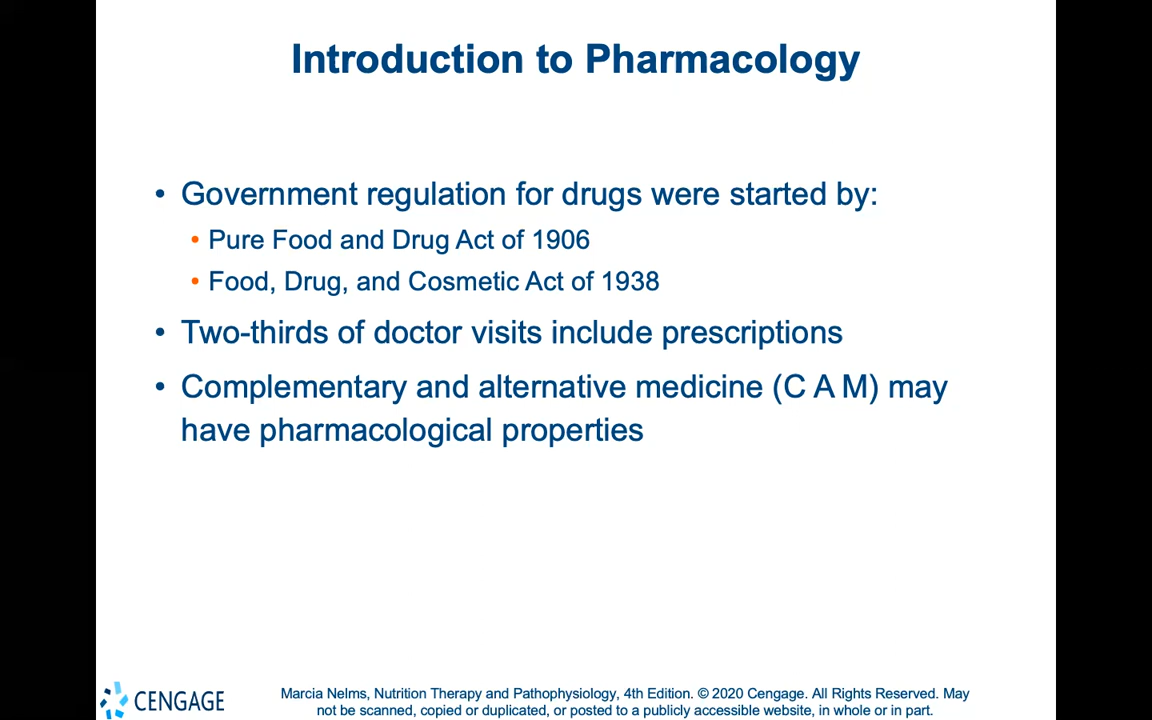 Introduction to Pharmacology
• Government regulation for drugs were started by:
• Pure Food and Drug Act of 1906
• Food, Drug, and Cosmetic Act of 1938
• Two-thirds of doctor visits include prescriptions
• Complementary and alternative medicine (C A M) may
have pharmacological properties
CENGAGE
Marcia Nelms, Nutrition Therapy and Pathophysiology, 4th Edition. © 2020 Cengage. All Rights Reserved. May
not be scanned, copied or duplicated, or posted to a publicly accessible website, in whole or in part.